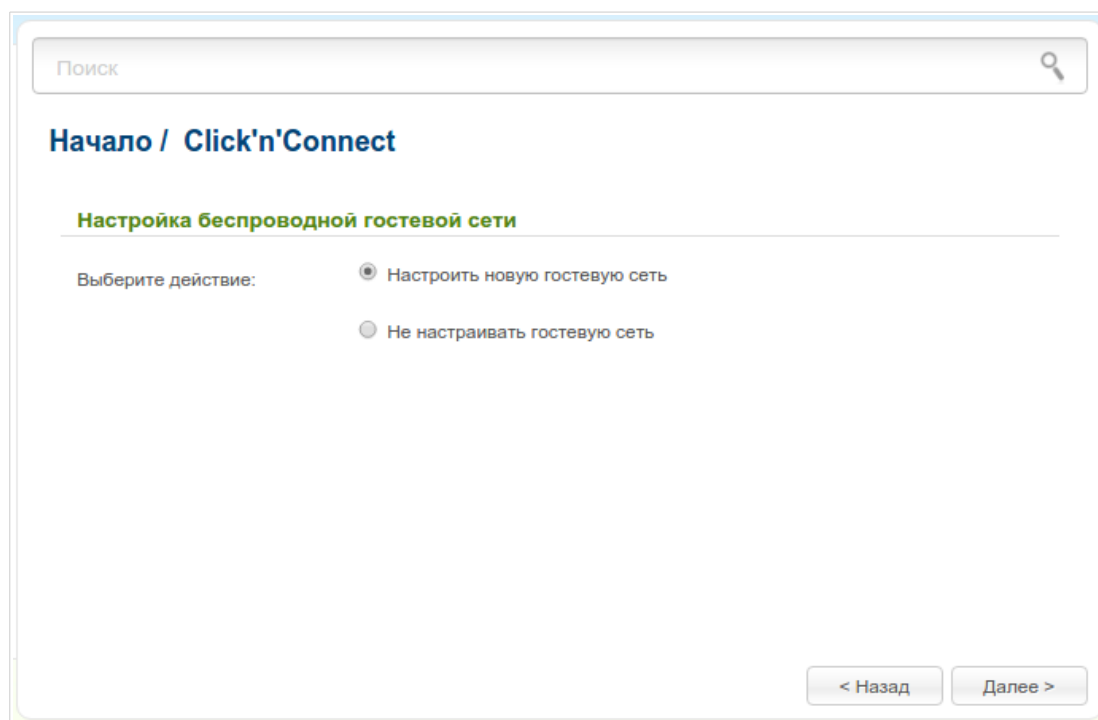 Поиск
Начало / Click'n'Connect
Настройка беспроводной гостевой сети
Выберите действие: Настроить новую гостевую сеть
Не настраивать гостевую сеть
< Назад Далее >